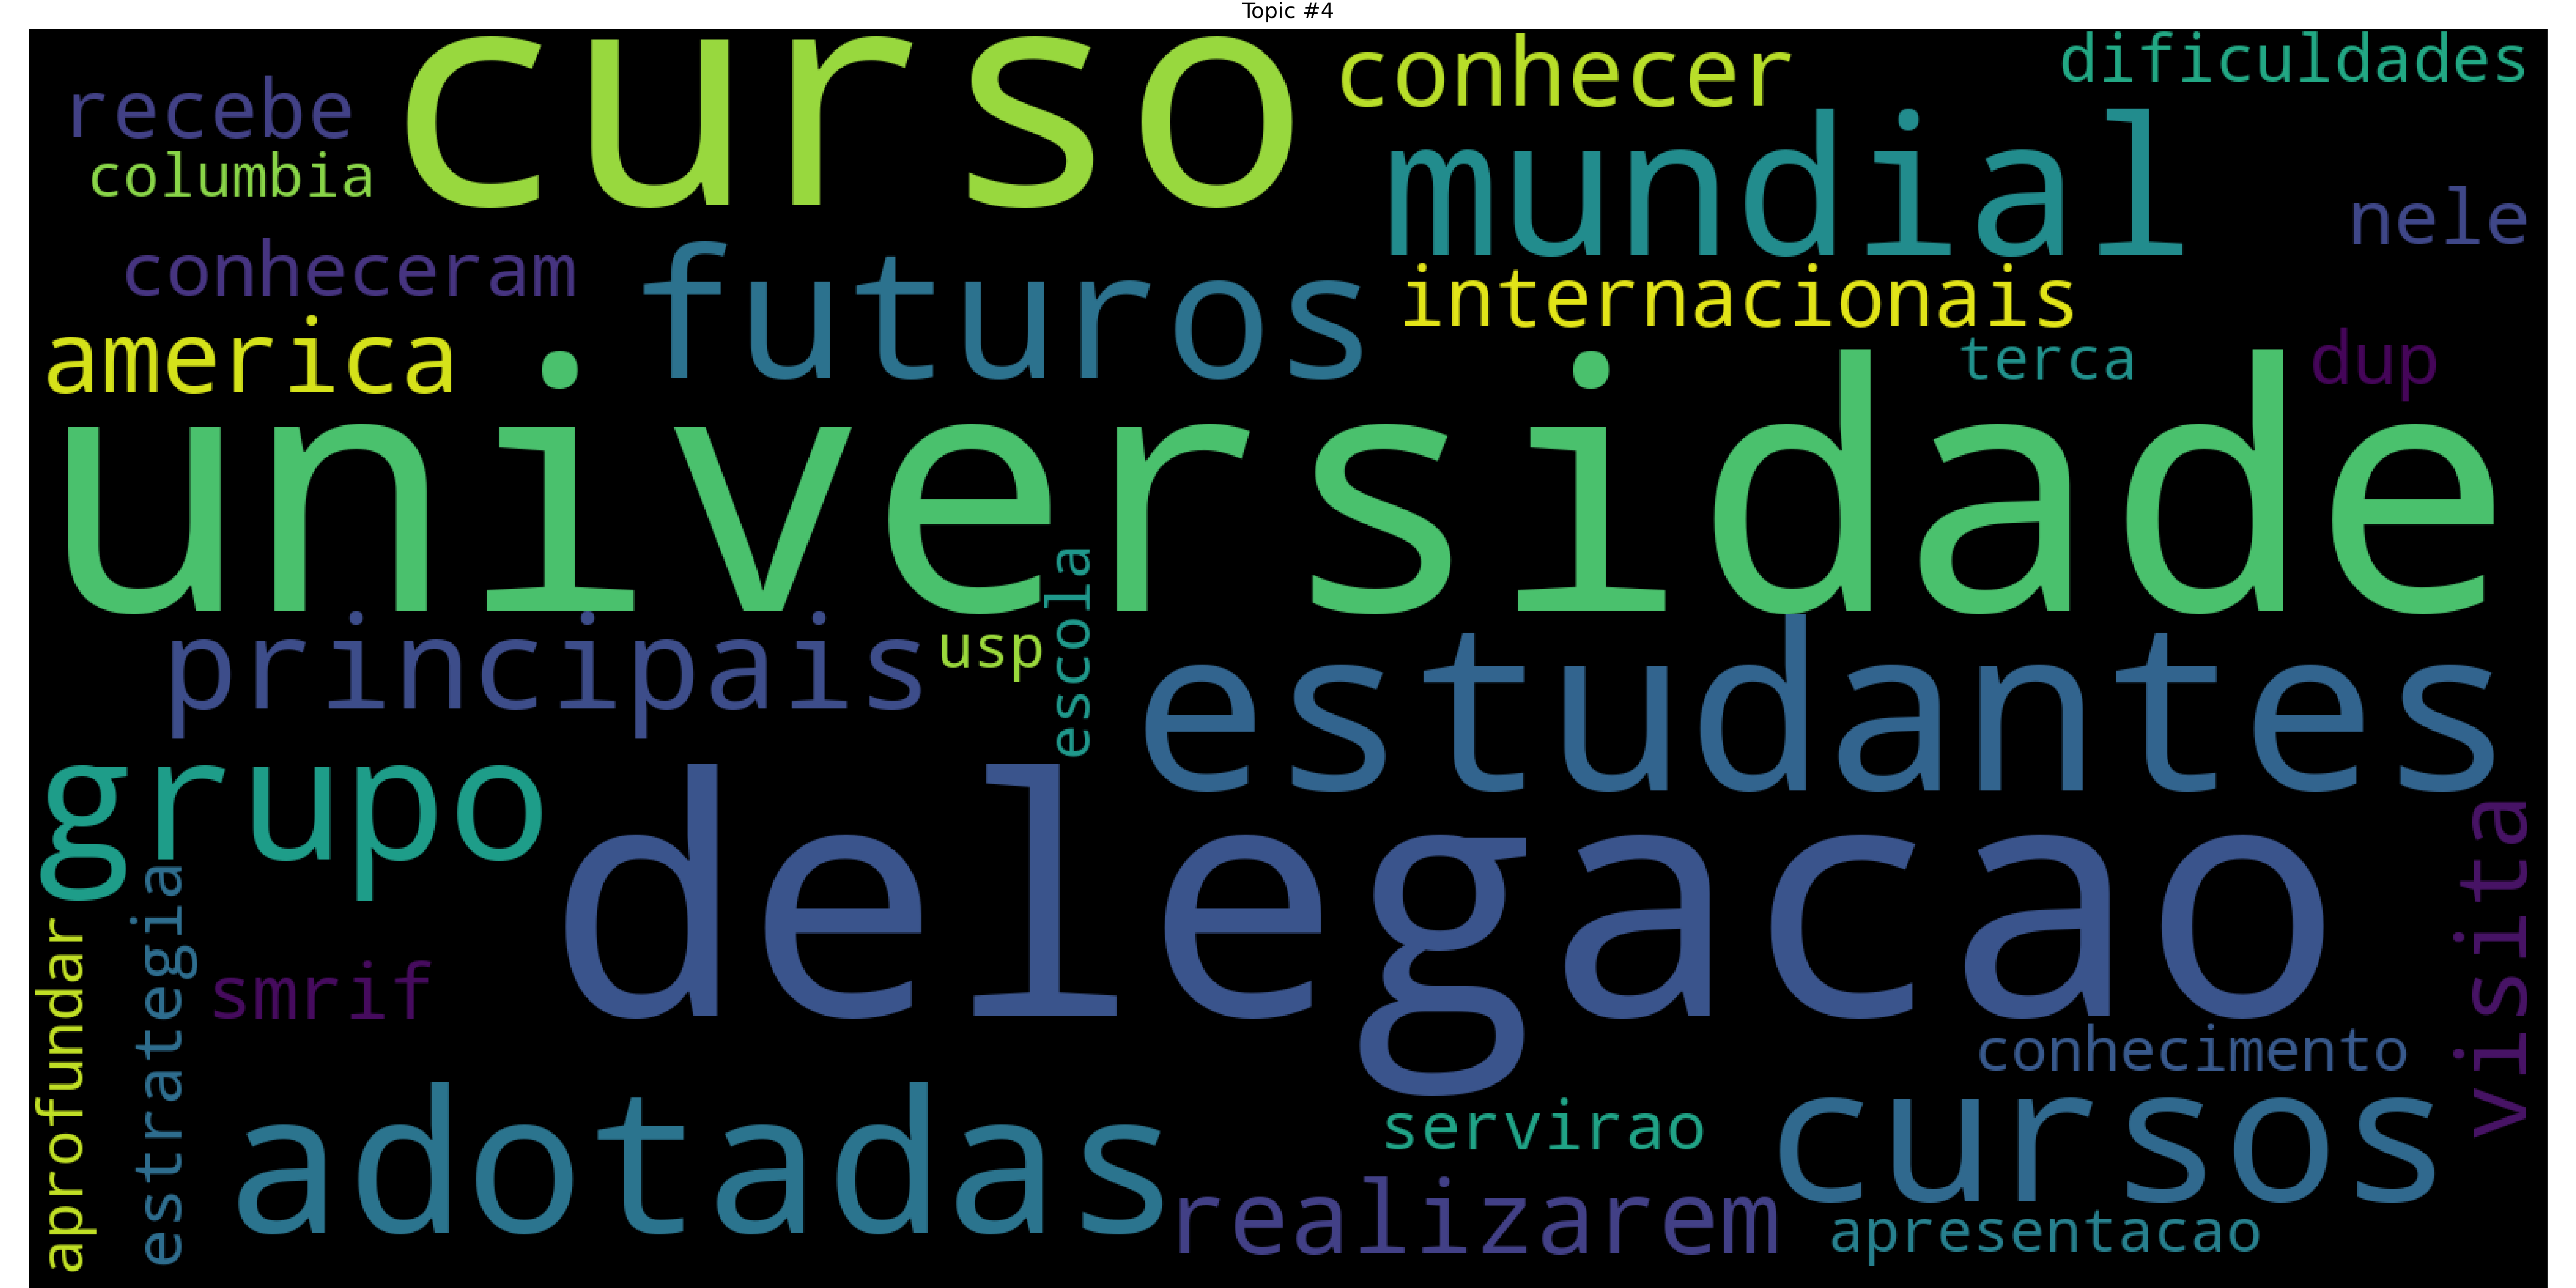 Topic #4
curso
conhecer
dificuldades
recebe
columbia
mundial
nele
conheceram
futuros
internacionais
america
terca
dup
universidade
escola
principais
usp
estudantes
grupo
delegacao
visita
aprofundar
estrategia
smrif
conhecimento
adotadas
servirao
cursos
realizarem
apresentacao